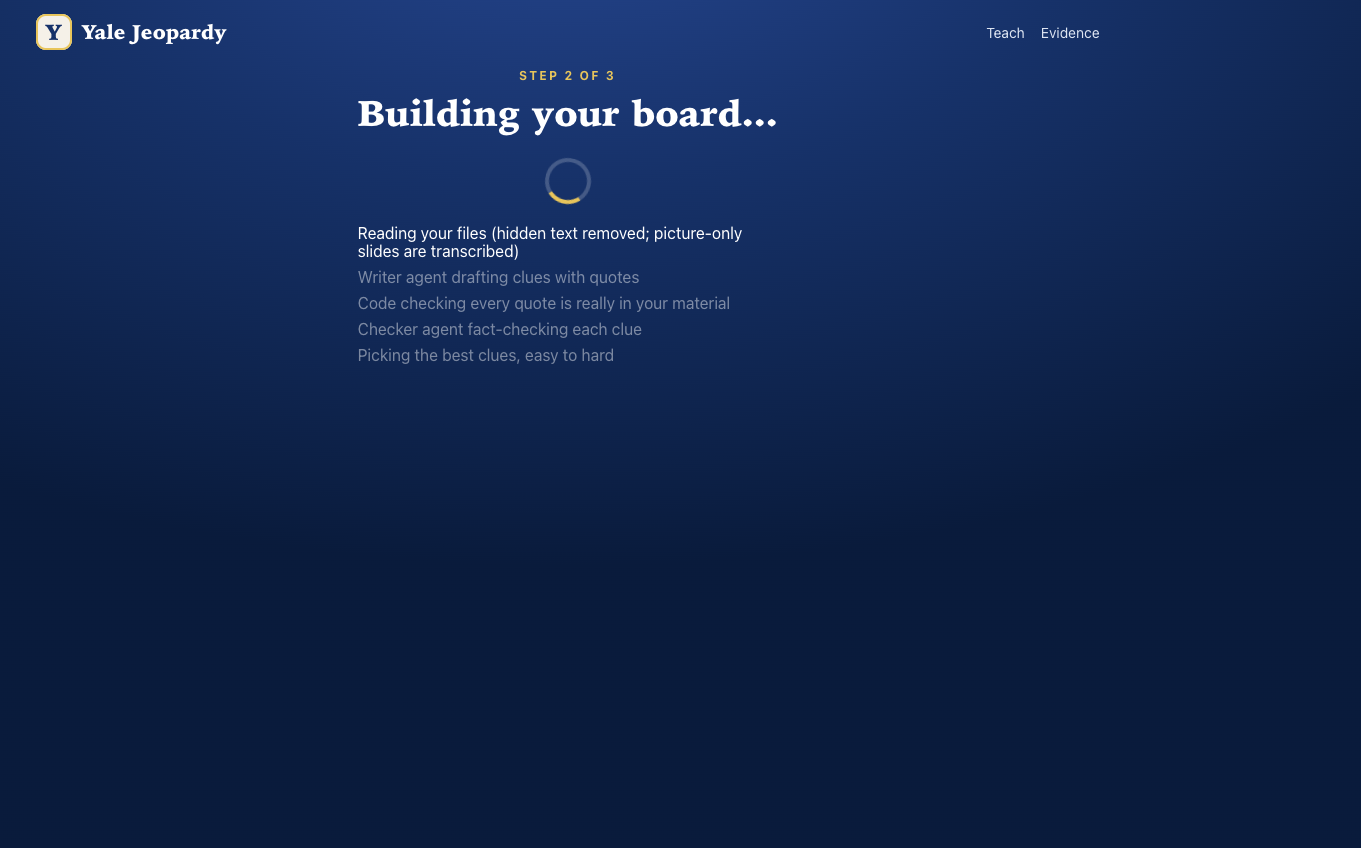 Y Yale Jeopardy
Teach Evidence
STEP 2 OF 3
Building your board...
Reading your files (hidden text removed; picture-only
slides are transcribed)
Writer agent drafting clues with quotes
Code checking every quote is really in your material
Checker agent fact-checking each clue
Picking the best clues, easy to hard